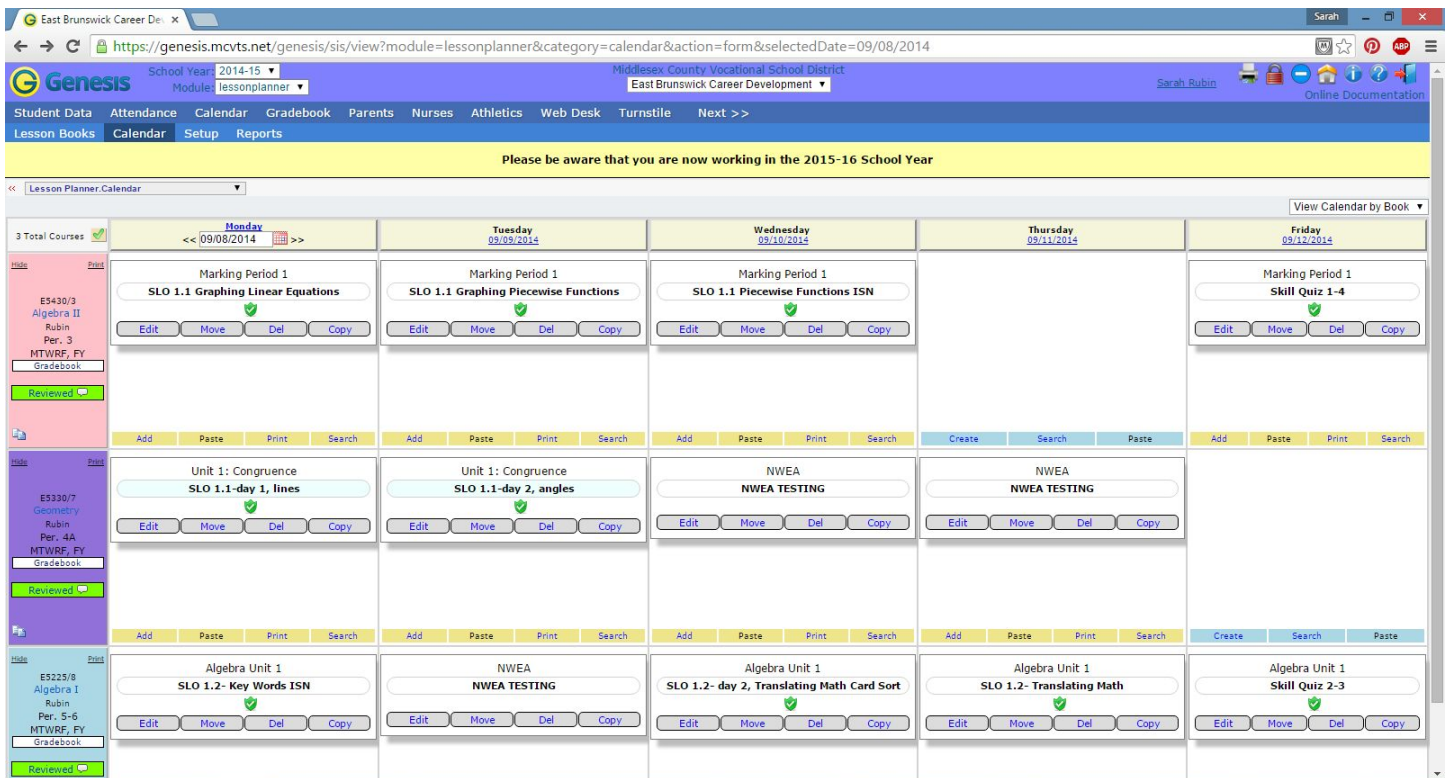 East Brunswick Career De
Sarah
https://genesis.mcvts.net/genesis/sis/view?module=lessonplanner&category=calendar&action=form&selectedDate=09/08/2014
ABP
Genesis
School Year: 2014-15
Module: lessonplanner
Middlesex County Vocational School District
East Brunswick Career Development
Sarah Rubin
Online Documentation
Student Data Attendance Calendar Gradebook Parents Nurses Athletics Web Desk Turnstile Next >>
Lesson Books Calendar Setup Reports
Please be aware that you are now working in the 2015-16 School Year
<< Lesson Planner.Calendar
View Calendar by Book
3 Total Courses
Monday
<< 09/08/2014 >>
Tuesday
09/09/2014
Wednesday
09/10/2014
Thursday
09/11/2014
Friday
09/12/2014
Hide Print
E5430/3
Algebra II
Rubin
Per. 3
MTWRF, FY
Gradebook
Reviewed
Marking Period 1
SLO 1.1 Graphing Linear Equations
Edit Move Del Copy
Add Paste Print Search
Marking Period 1
SLO 1.1 Graphing Piecewise Functions
Edit Move Del Copy
Add Paste Print Search
Marking Period 1
SLO 1.1 Piecewise Functions ISN
Edit Move Del Copy
Add Paste Print Search
Create Search Paste
Marking Period 1
Skill Quiz 1-4
Edit Move Del Copy
Add Paste Print Search
Hide Print
E5330/7
Geometry
Rubin
Per. 4A
MTWRF, FY
Gradebook
Reviewed
Unit 1: Congruence
SLO 1.1-day 1, lines
Edit Move Del Copy
Add Paste Print Search
Unit 1: Congruence
SLO 1.1-day 2, angles
Edit Move Del Copy
Add Paste Print Search
NWEA
NWEA TESTING
Edit Move Del Copy
Add Paste Print Search
NWEA
NWEA TESTING
Edit Move Del Copy
Add Paste Print Search
Create Search Paste
Hide Print
E5225/8
Algebra I
Rubin
Per. 5-6
MTWRF, FY
Gradebook
Reviewed
Algebra Unit 1
SLO 1.2- Key Words ISN
Edit Move Del Copy
NWEA
NWEA TESTING
Edit Move Del Copy
Algebra Unit 1
SLO 1.2- day 2, Translating Math Card Sort
Edit Move Del Copy
Algebra Unit 1
SLO 1.2- Translating Math
Edit Move Del Copy
Algebra Unit 1
Skill Quiz 2-3
Edit Move Del Copy